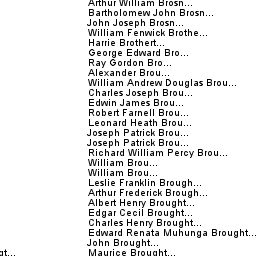 Arthur William Brosn...
Bartholomew John Brosn...
John Joseph Brosn...
William Fenwick Brothe...
Harrie Brothert...
George Edward Bro...
Ray Gordon Bro...
Alexander Brou...
William Andrew Douglas Brou...
Charles Joseph Brou...
Edwin James Brou...
Robert Farnell Brou...
Leonard Heath Brou...
Joseph Patrick Brou...
Joseph Patrick Brou...
Richard William Percy Brou...
William Brou...
William Brou...
Leslie Franklin Brough...
Arthur Frederick Brough...
Albert Henry Brought...
Edgar Cecil Brought...
Charles Henry Brought...
Edward Renata Muhunga Brought...
John Brought...
Maurice Brought...